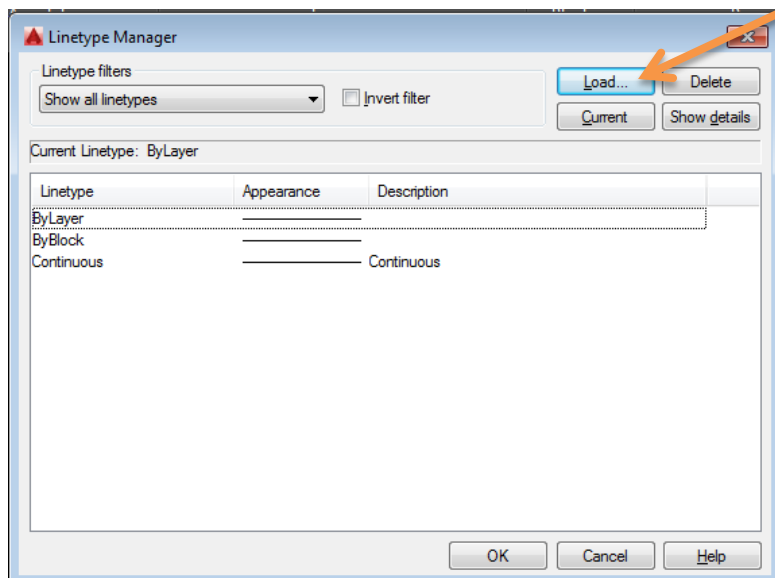 Linetype Manager
Linetype filters
Show all linetypes
Invert filter
Load...
Delete
Current
Show details
Current Linetype: ByLayer
Linetype Appearance Description
ByLayer
ByBlock
Continuous Continuous
OK Cancel Help